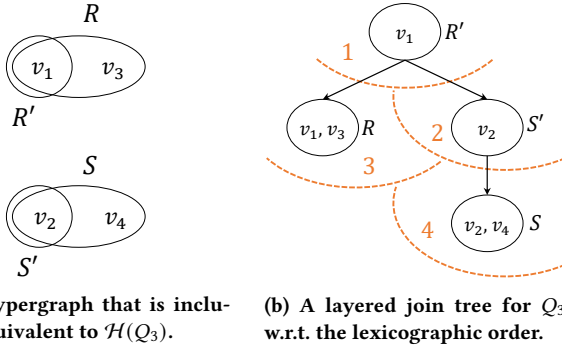 R
v₁ v₃
R′
S
v₂ v₄
S′
ypergraph that is inclu-
uivalent to ℋ(Q₃).
1
v₁ R′
v₁, v₃ R
2
v₂ S′
3
4
v₂, v₄ S
(b) A layered join tree for Q₃
w.r.t. the lexicographic order.